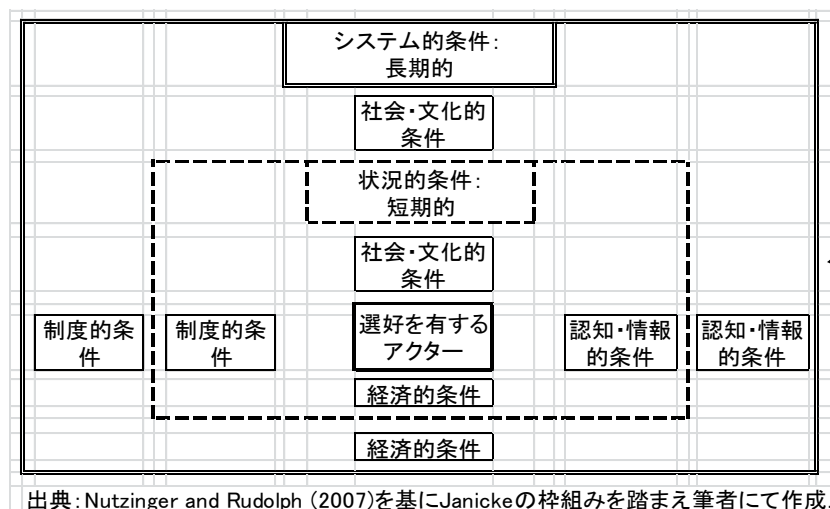 システム的条件：
長期的
社会・文化的
条件
状況的条件：
短期的
社会・文化的
条件
制度的条
件
制度的条
件
選好を有する
アクター
認知・情報
的条件
認知・情報
的条件
経済的条件
経済的条件
出典：Nutzinger and Rudolph (2007)を基にJanickeの枠組みを踏まえ筆者にて作成